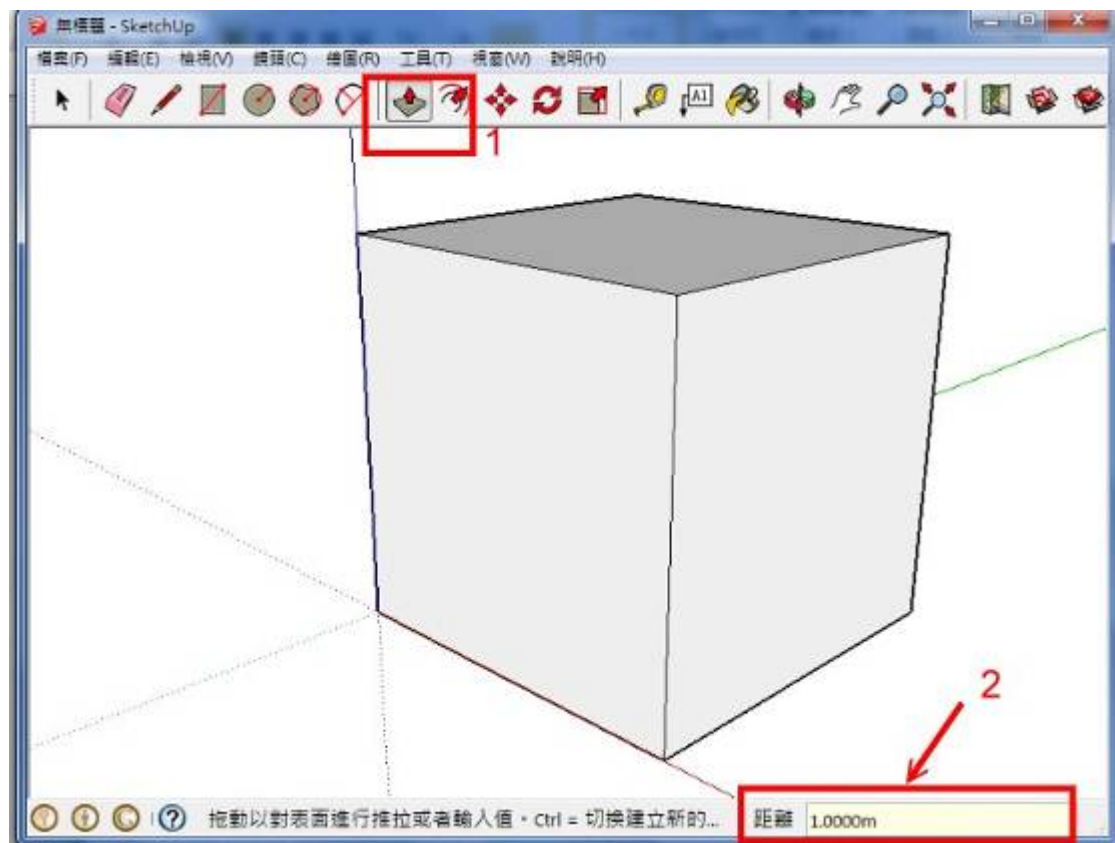 無標題 - SketchUp
檔案(F) 編輯(E) 檢視(V) 鏡頭(C) 繪圖(R) 工具(T) 視窗(W) 說明(H)
A1
1
2
拖動以對表面進行推拉或者輸入值。Ctrl = 切換建立新的... 距離 1.0000m